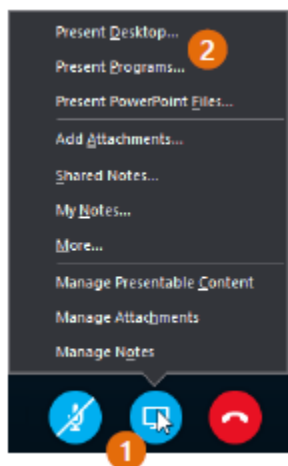 Present Desktop...
2
Present Programs...
Present PowerPoint Files...
Add Attachments...
Shared Notes...
My Notes...
More...
Manage Presentable Content
Manage Attachments
Manage Notes
1